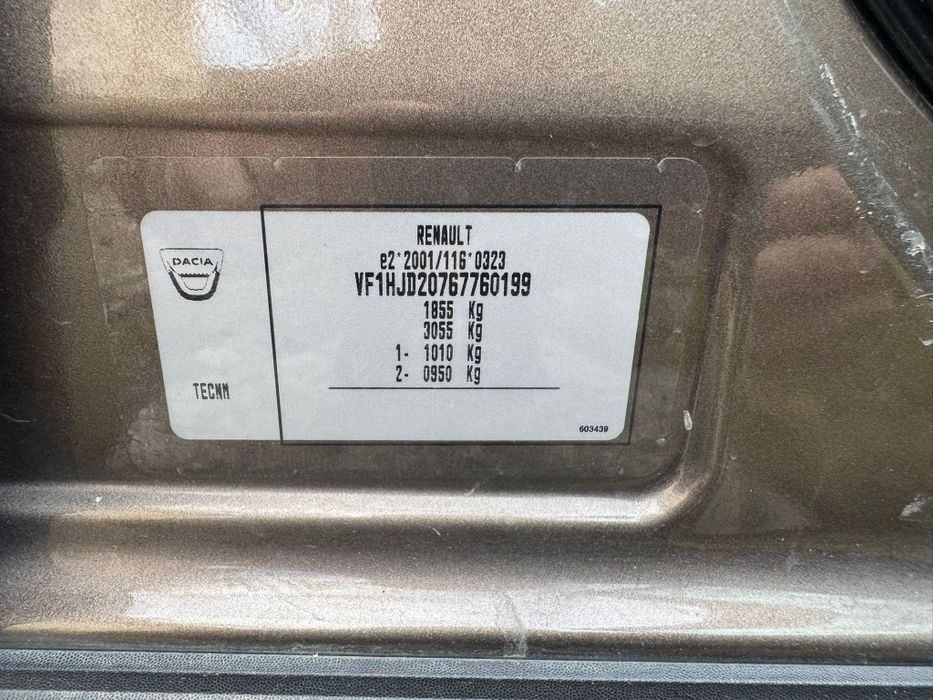 DACIA
RENAULT
e2*2001/116*0323
VF1HJD20767760199
1855 Kg
3055 Kg
1- 1010 Kg
2- 0950 Kg
TECNM
603439